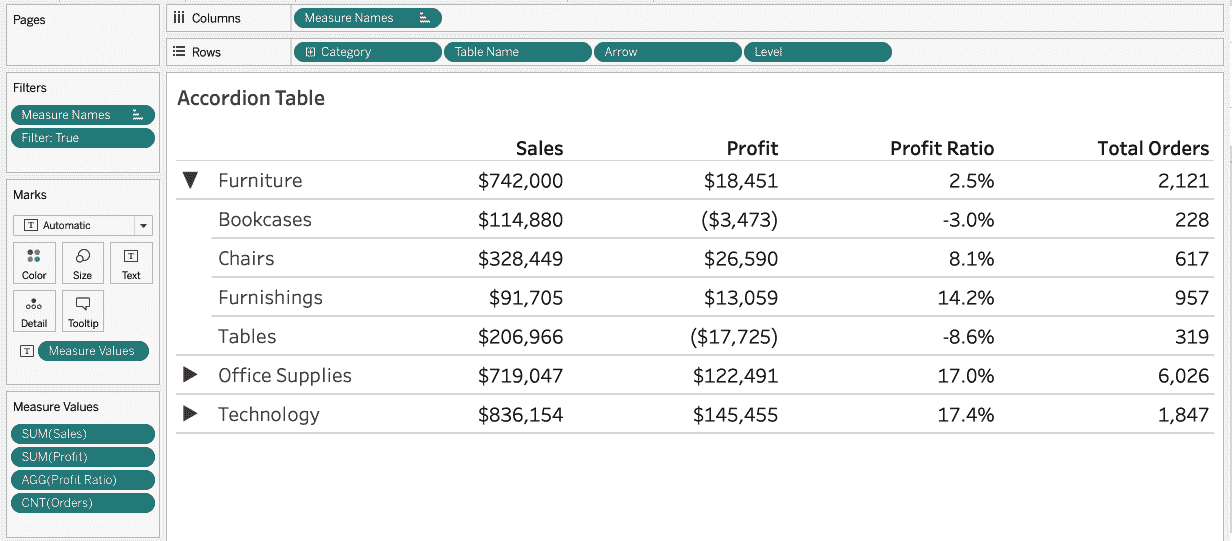 Pages
Columns Measure Names
Rows Category Table Name Arrow Level
Filters
Measure Names
Filter: True
Marks
T Automatic
Color Size T Text
Detail Tooltip
T Measure Values
Measure Values
SUM(Sales)
SUM(Profit)
AGG(Profit Ratio)
CNT(Orders)
Accordion Table
Sales Profit Profit Ratio Total Orders
Furniture $742,000 $18,451 2.5% 2,121
Bookcases $114,880 ($3,473) -3.0% 228
Chairs $328,449 $26,590 8.1% 617
Furnishings $91,705 $13,059 14.2% 957
Tables $206,966 ($17,725) -8.6% 319
Office Supplies $719,047 $122,491 17.0% 6,026
Technology $836,154 $145,455 17.4% 1,847